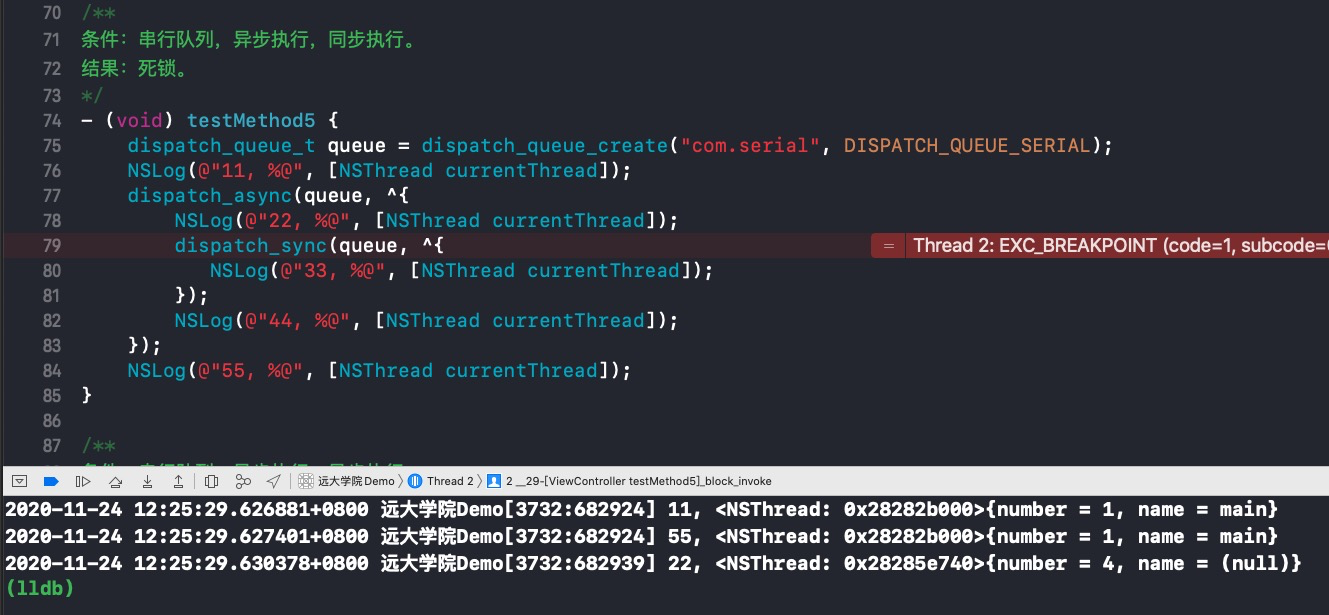 70 /**
71 条件：串行队列，异步执行，同步执行。
72 结果：死锁。
73 */
74 - (void) testMethod5 {
75 dispatch_queue_t queue = dispatch_queue_create("com.serial", DISPATCH_QUEUE_SERIAL);
76 NSLog(@"11, %@", [NSThread currentThread]);
77 dispatch_async(queue, ^{
78 NSLog(@"22, %@", [NSThread currentThread]);
79 dispatch_sync(queue, ^{ = Thread 2: EXC_BREAKPOINT (code=1, subcode=
80 NSLog(@"33, %@", [NSThread currentThread]);
81 });
82 NSLog(@"44, %@", [NSThread currentThread]);
83 });
84 NSLog(@"55, %@", [NSThread currentThread]);
85 }
86
87 /**
远大学院Demo 〉 Thread 2 〉 2 __29-[ViewController testMethod5]_block_invoke
2020-11-24 12:25:29.626881+0800 远大学院Demo[3732:682924] 11, <NSThread: 0x28282b000>{number = 1, name = main}
2020-11-24 12:25:29.627401+0800 远大学院Demo[3732:682924] 55, <NSThread: 0x28282b000>{number = 1, name = main}
2020-11-24 12:25:29.630378+0800 远大学院Demo[3732:682939] 22, <NSThread: 0x28285e740>{number = 4, name = (null)}
(lldb)